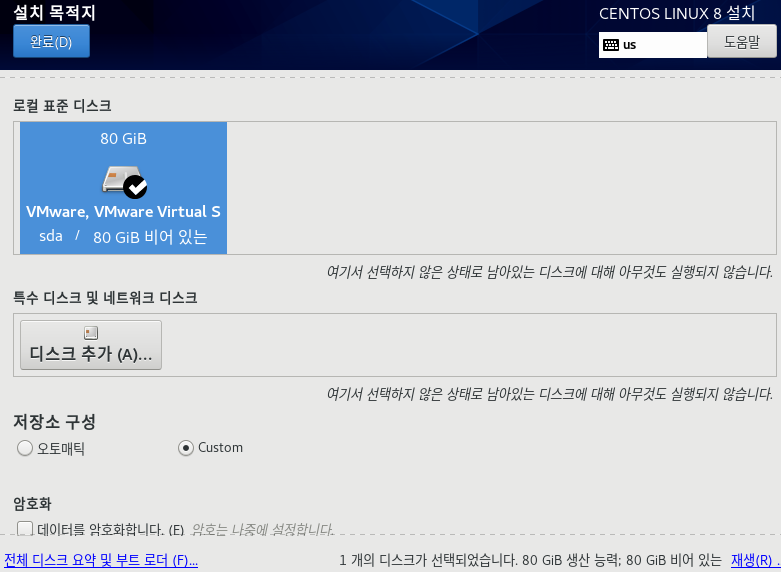 설치 목적지
CENTOS LINUX 8 설치
완료(D)
us
도움말
로컬 표준 디스크
80 GiB
VMware, VMware Virtual S
sda / 80 GiB 비어 있는
여기서 선택하지 않은 상태로 남아있는 디스크에 대해 아무것도 실행되지 않습니다.
특수 디스크 및 네트워크 디스크
디스크 추가 (A)...
여기서 선택하지 않은 상태로 남아있는 디스크에 대해 아무것도 실행되지 않습니다.
저장소 구성
오토매틱
Custom
암호화
데이터를 암호화합니다. (E) 암호는 나중에 설정합니다.
전체 디스크 요약 및 부트 로더 (F)...
1 개의 디스크가 선택되었습니다. 80 GiB 생산 능력; 80 GiB 비어 있는 재생(R) .